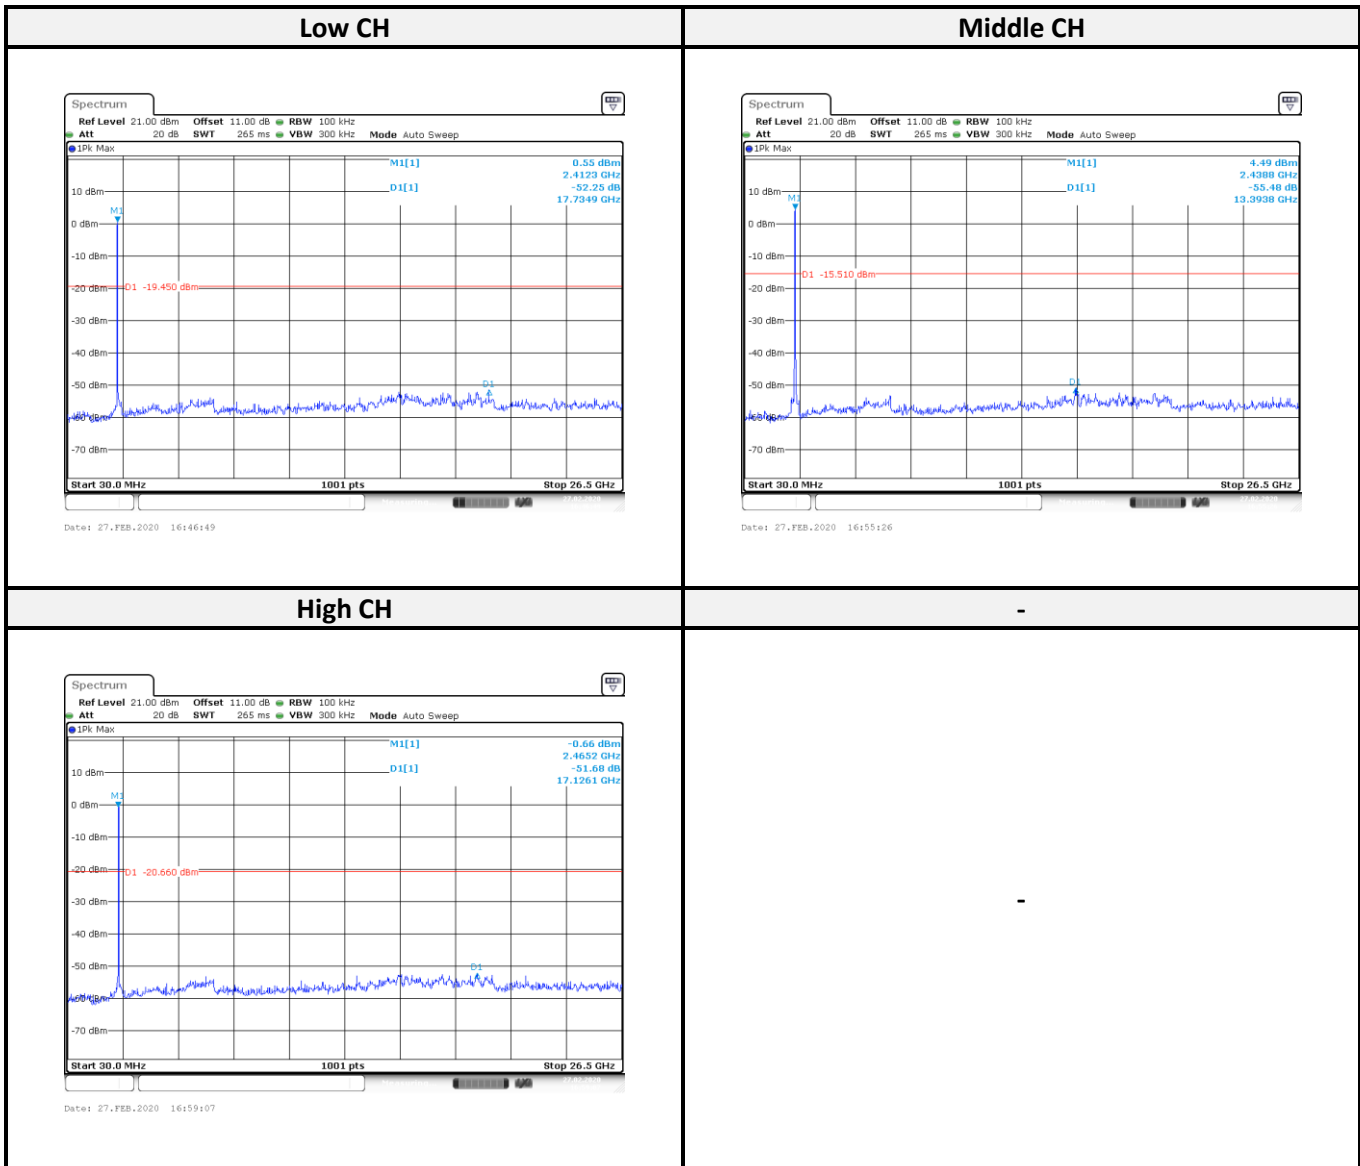 Low CH
Middle CH
Spectrum
Ref Level 21.00 dBm Offset 11.00 dB RBW 100 kHz
Att 20 dB SWT 265 ms VBW 300 kHz Mode Auto Sweep
1Pk Max
M1[1] 0.55 dBm
2.4123 GHz
D1[1] -52.25 dB
17.7349 GHz
10 dBm
M1
0 dBm
-10 dBm
-20 dBm
D1 -19.450 dBm
-30 dBm
-40 dBm
-50 dBm
D1
-60 dBm
-70 dBm
Start 30.0 MHz 1001 pts Stop 26.5 GHz
Date: 27.FEB.2020 16:46:49
Spectrum
Ref Level 21.00 dBm Offset 11.00 dB RBW 100 kHz
Att 20 dB SWT 265 ms VBW 300 kHz Mode Auto Sweep
1Pk Max
M1[1] 4.49 dBm
2.4388 GHz
D1[1] -55.48 dB
13.3938 GHz
10 dBm
M1
0 dBm
-10 dBm
D1 -15.510 dBm
-20 dBm
-30 dBm
-40 dBm
-50 dBm
D1
-60 dBm
-70 dBm
Start 30.0 MHz 1001 pts Stop 26.5 GHz
Date: 27.FEB.2020 16:55:26
High CH
-
Spectrum
Ref Level 21.00 dBm Offset 11.00 dB RBW 100 kHz
Att 20 dB SWT 265 ms VBW 300 kHz Mode Auto Sweep
1Pk Max
M1[1] -0.66 dBm
2.4652 GHz
D1[1] -51.68 dB
17.1261 GHz
10 dBm
M1
0 dBm
-10 dBm
-20 dBm
D1 -20.660 dBm
-30 dBm
-40 dBm
-50 dBm
D1
-60 dBm
-70 dBm
Start 30.0 MHz 1001 pts Stop 26.5 GHz
Date: 27.FEB.2020 16:59:07
-